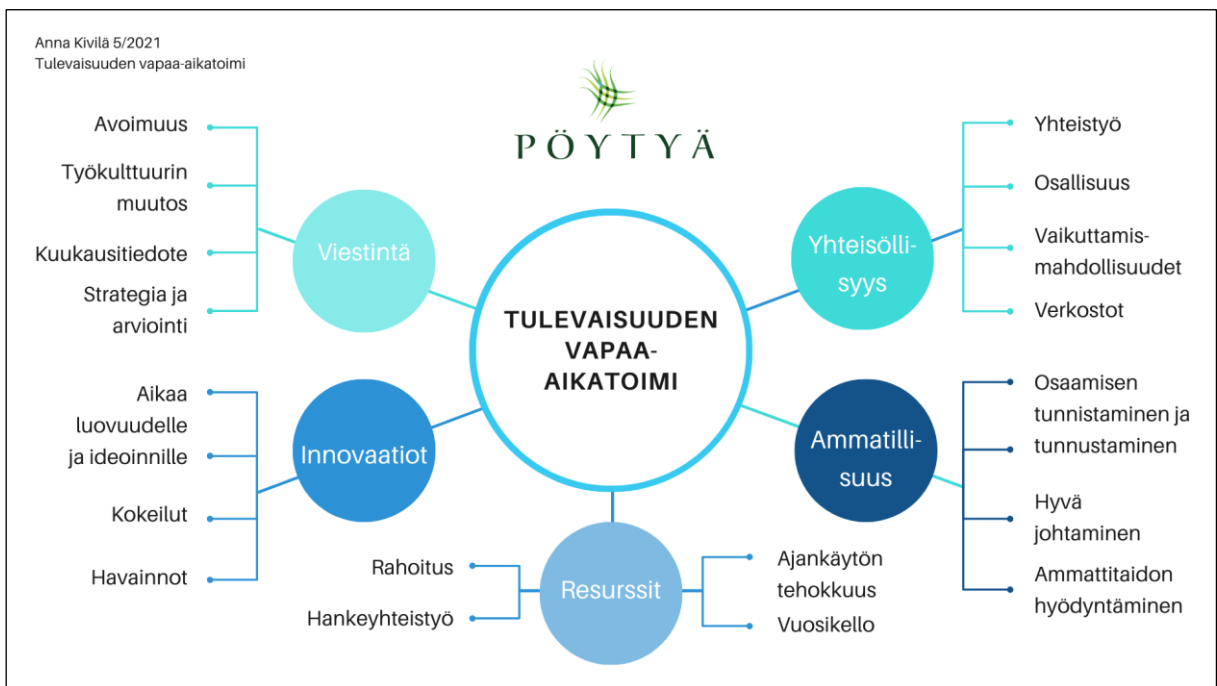 Anna Kivilä 5/2021
Tulevaisuuden vapaa-aikatoimi
PÖYTYÄ
TULEVAISUUDEN
VAPAA-
AIKATOIMI
Viestintä
Avoimuus
Työkulttuurin
muutos
Kuukausitiedote
Strategia ja
arviointi
Yhteisölli-
syys
Yhteistyö
Osallisuus
Vaikuttamis-
mahdollisuudet
Verkostot
Innovaatiot
Aikaa
luovuudelle
ja ideoinnille
Kokeilut
Havainnot
Ammatilli-
suus
Osaamisen
tunnistaminen ja
tunnustaminen
Hyvä
johtaminen
Ammattitaidon
hyödyntäminen
Resurssit
Rahoitus
Hankeyhteistyö
Ajankäytön
tehokkuus
Vuosikello